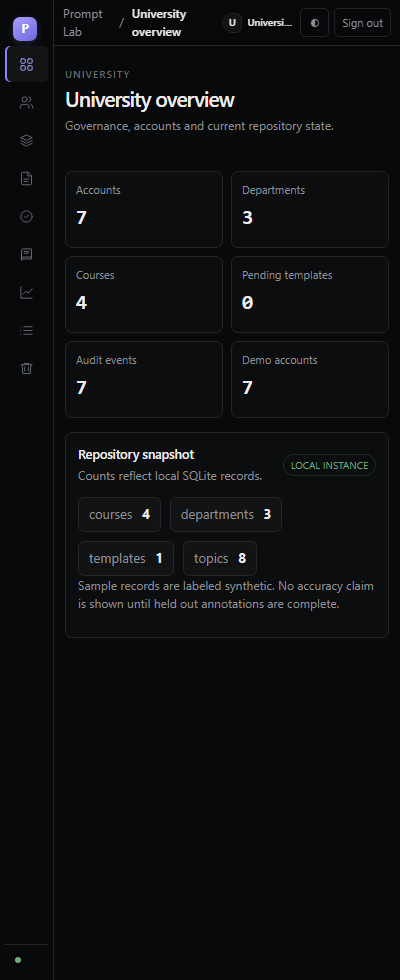 P
Prompt Lab / University overview
U Universi...
Sign out
UNIVERSITY
University overview
Governance, accounts and current repository state.
Accounts
7
Departments
3
Courses
4
Pending templates
0
Audit events
7
Demo accounts
7
Repository snapshot
Counts reflect local SQLite records.
LOCAL INSTANCE
courses 4
departments 3
templates 1
topics 8
Sample records are labeled synthetic. No accuracy claim
is shown until held out annotations are complete.